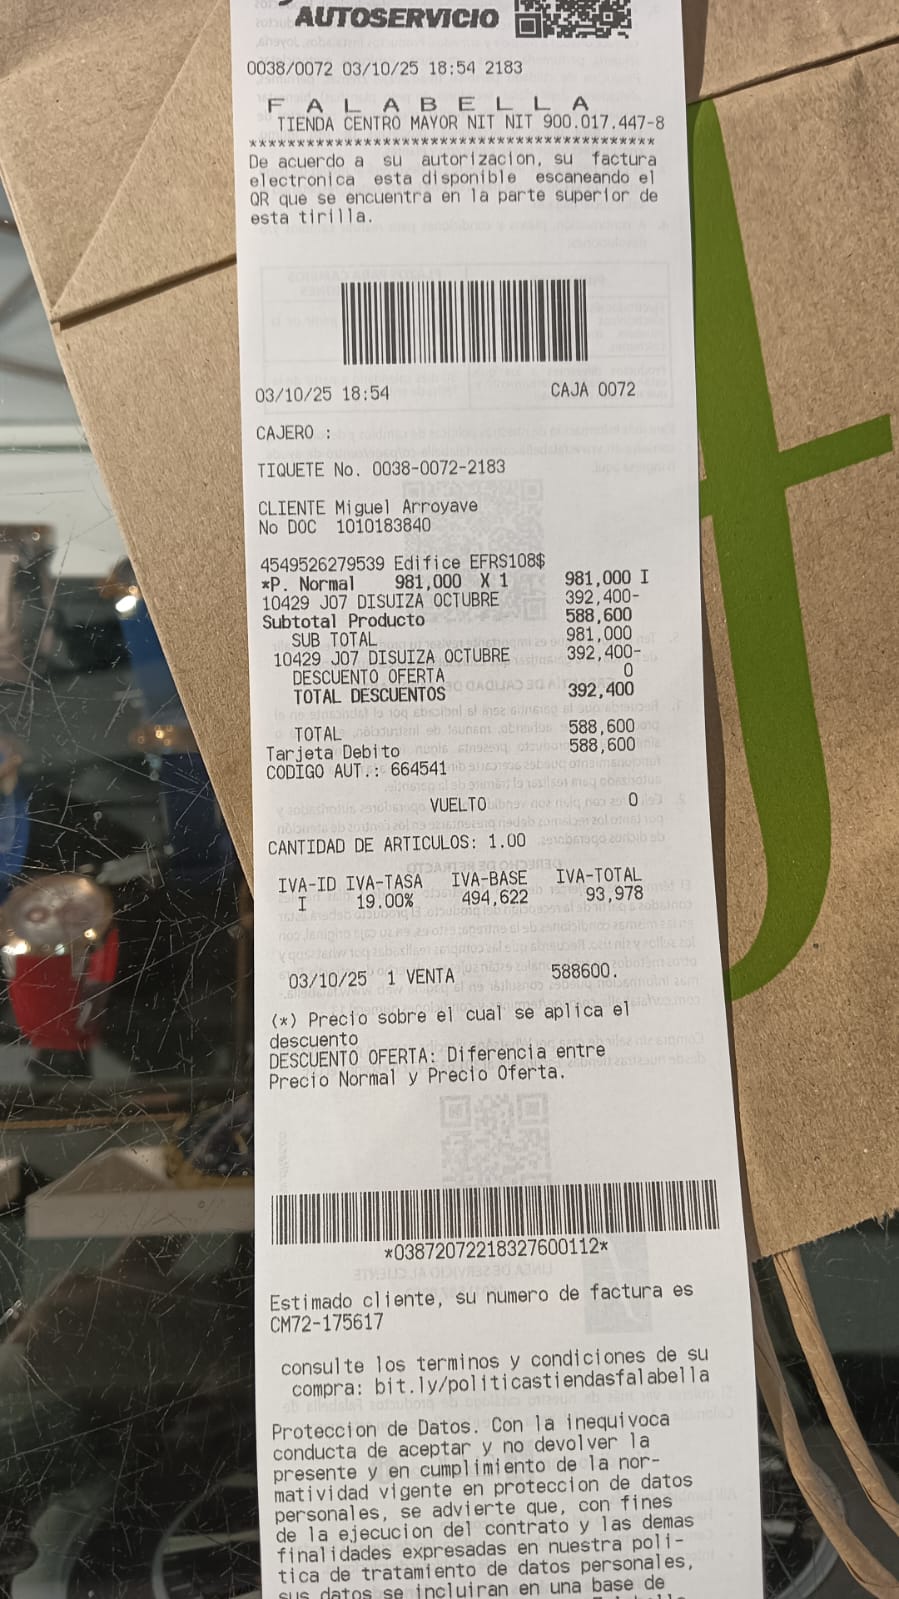 AUTOSERVICIO
0038/0072 03/10/25 18:54 2183
F A L A B E L L A
TIENDA CENTRO MAYOR NIT NIT 900.017.447-8
********************************************
De acuerdo a su autorizacion, su factura
electronica esta disponible escaneando el
QR que se encuentra en la parte superior de
esta tirilla.
03/10/25 18:54 CAJA 0072
CAJERO :
TIQUETE No. 0038-0072-2183
CLIENTE Miguel Arroyave
No DOC 1010183840
4549526279539 Edifice EFRS108$
*P. Normal 981,000 X 1 981,000 I
10429 J07 DISUIZA OCTUBRE 392,400-
Subtotal Producto 588,600
SUB TOTAL 981,000
10429 J07 DISUIZA OCTUBRE 392,400-
DESCUENTO OFERTA 0
TOTAL DESCUENTOS 392,400
TOTAL 588,600
Tarjeta Debito 588,600
CODIGO AUT.: 664541
VUELTO 0
CANTIDAD DE ARTICULOS: 1.00
IVA-ID IVA-TASA IVA-BASE IVA-TOTAL
I 19.00% 494,622 93,978
03/10/25 1 VENTA 588600.
(*) Precio sobre el cual se aplica el
descuento
DESCUENTO OFERTA: Diferencia entre
Precio Normal y Precio Oferta.
*03872072218327600112*
Estimado cliente, su numero de factura es
CM72-175617
consulte los terminos y condiciones de su
compra: bit.ly/politicastiendasfalabella
Proteccion de Datos. Con la inequivoca
conducta de aceptar y no devolver la
presente y en cumplimiento de la nor-
matividad vigente en proteccion de datos
personales, se advierte que, con fines
de la ejecucion del contrato y las demas
finalidades expresadas en nuestra poli-
tica de tratamiento de datos personales,
sus datos se incluiran en una base de